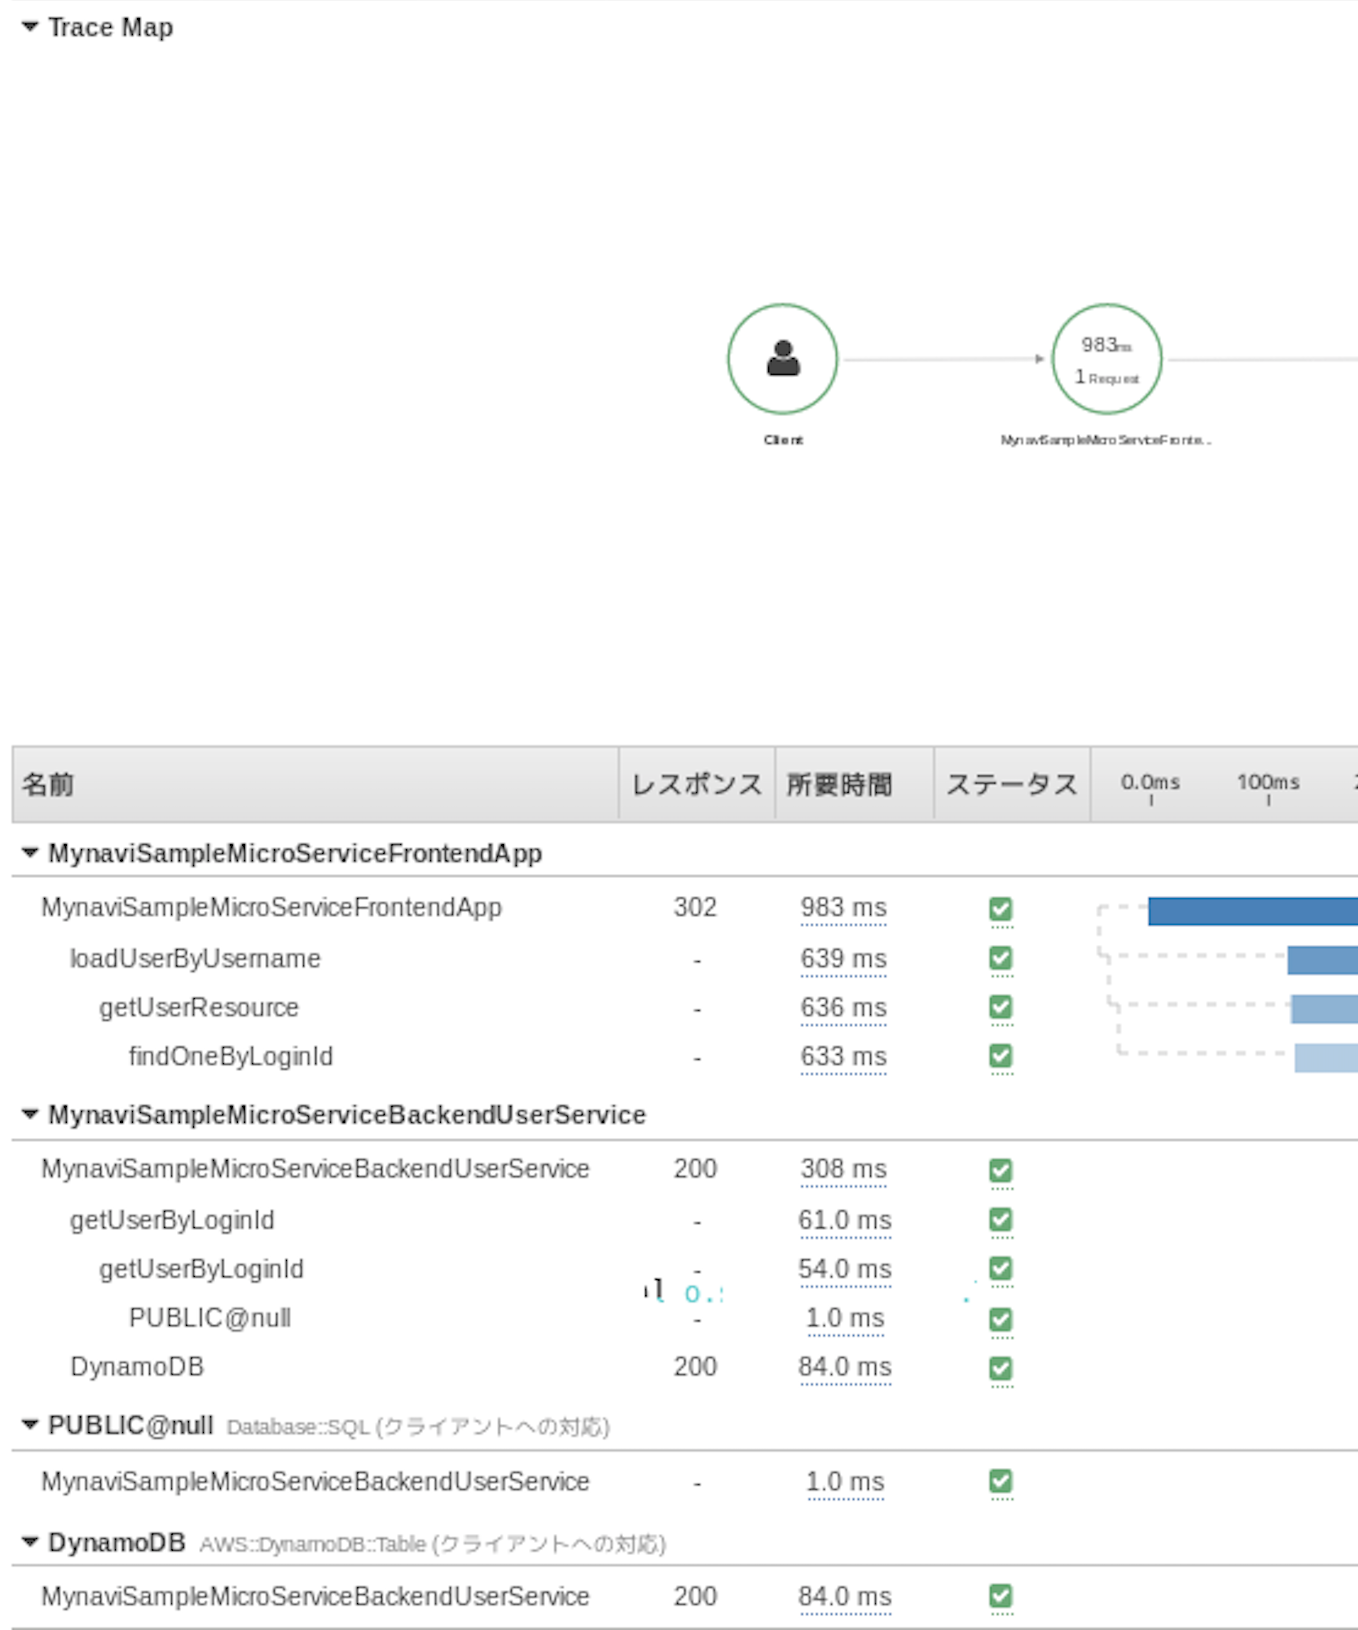 Trace Map
983ms
1 Request
Client
MynaviSampleMicroServiceFronte...
名前 レスポンス 所要時間 ステータス 0.0ms 100ms
MynaviSampleMicroServiceFrontendApp
MynaviSampleMicroServiceFrontendApp 302 983 ms
loadUserByUsername - 639 ms
getUserResource - 636 ms
findOneByLoginId - 633 ms
MynaviSampleMicroServiceBackendUserService
MynaviSampleMicroServiceBackendUserService 200 308 ms
getUserByLoginId - 61.0 ms
getUserByLoginId - 54.0 ms
PUBLIC@null - 1.0 ms
DynamoDB 200 84.0 ms
PUBLIC@null Database::SQL (クライアントへの対応)
MynaviSampleMicroServiceBackendUserService - 1.0 ms
DynamoDB AWS::DynamoDB::Table (クライアントへの対応)
MynaviSampleMicroServiceBackendUserService 200 84.0 ms